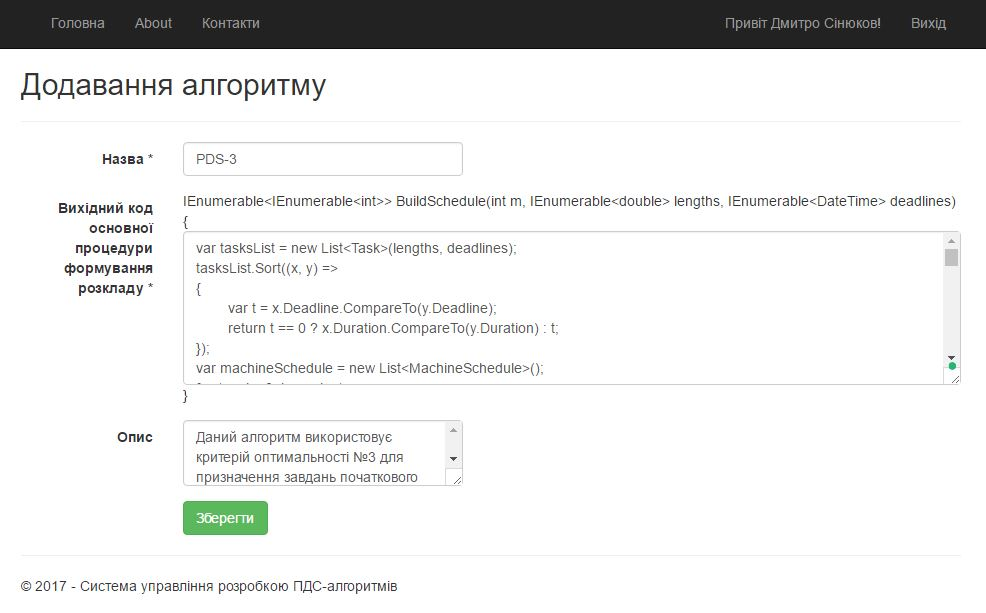 Головна About Контакти Привіт Дмитро Сінюков! Вихід
Додавання алгоритму
Назва * PDS-3
Вихідний код
основної
процедури
формування
розкладу *
IEnumerable<IEnumerable<int>> BuildSchedule(int m, IEnumerable<double> lengths, IEnumerable<DateTime> deadlines)
{
var tasksList = new List<Task>(lengths, deadlines);
tasksList.Sort((x, y) =>
{
var t = x.Deadline.CompareTo(y.Deadline);
return t == 0 ? x.Duration.CompareTo(y.Duration) : t;
});
var machineSchedule = new List<MachineSchedule>();
}
Опис
Даний алгоритм використовує
критерій оптимальності №3 для
призначення завдань початкового
Зберегти
© 2017 - Система управління розробкою ПДС-алгоритмів